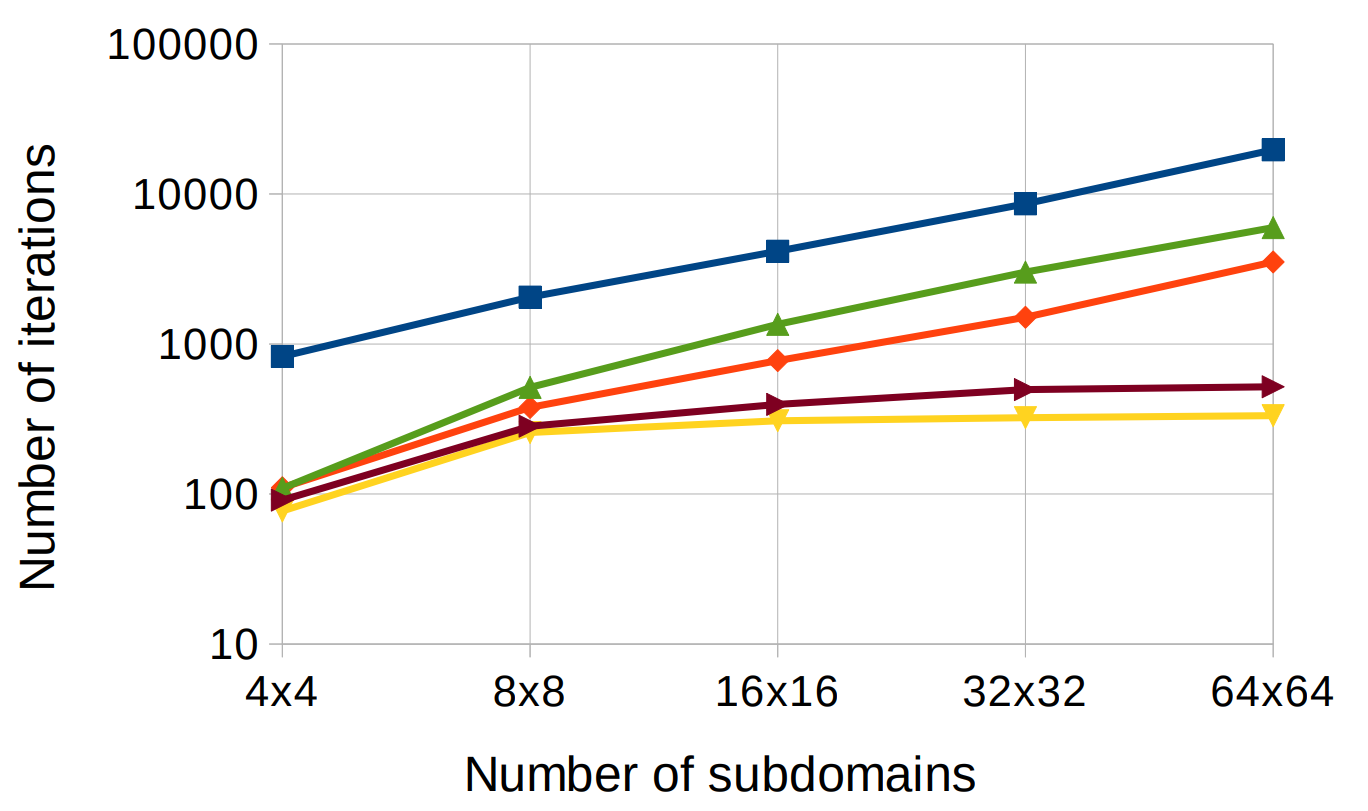 100000
10000
1000
100
10
Number of iterations
4x4 8x8 16x16 32x32 64x64
Number of subdomains